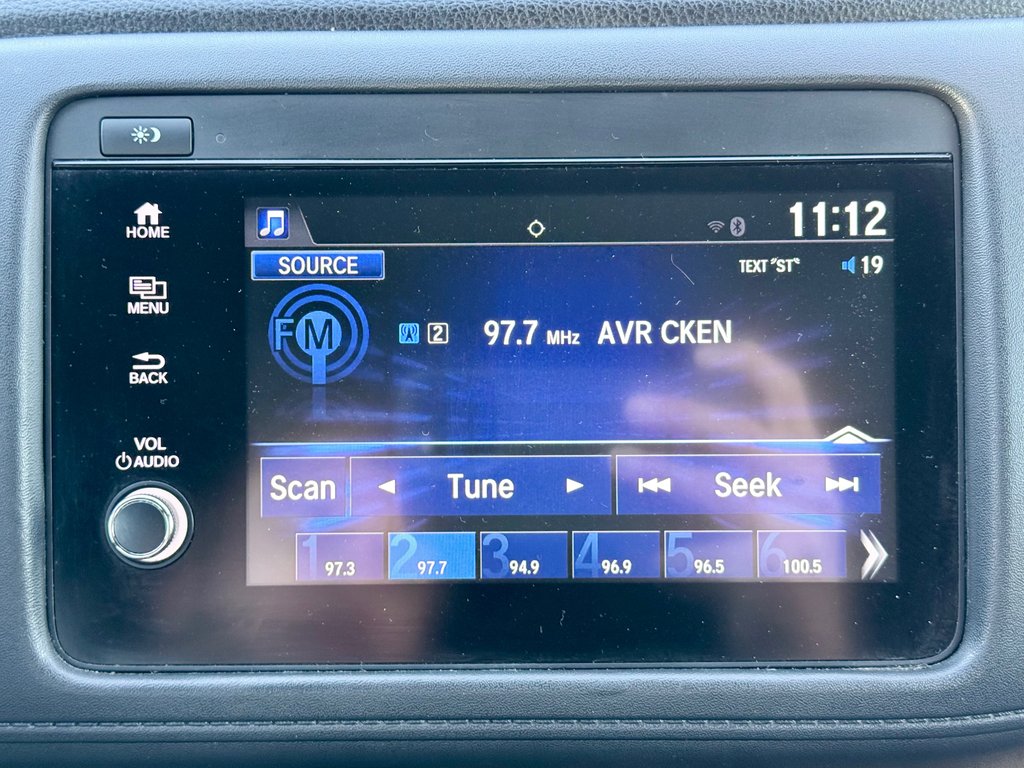 HOME
MENU
BACK
VOL
AUDIO
11:12
SOURCE
TEXT "ST" 19
FM
2 97.7 MHz AVR CKEN
Scan Tune Seek
1 97.3 2 97.7 3 94.9 4 96.9 5 96.5 6 100.5